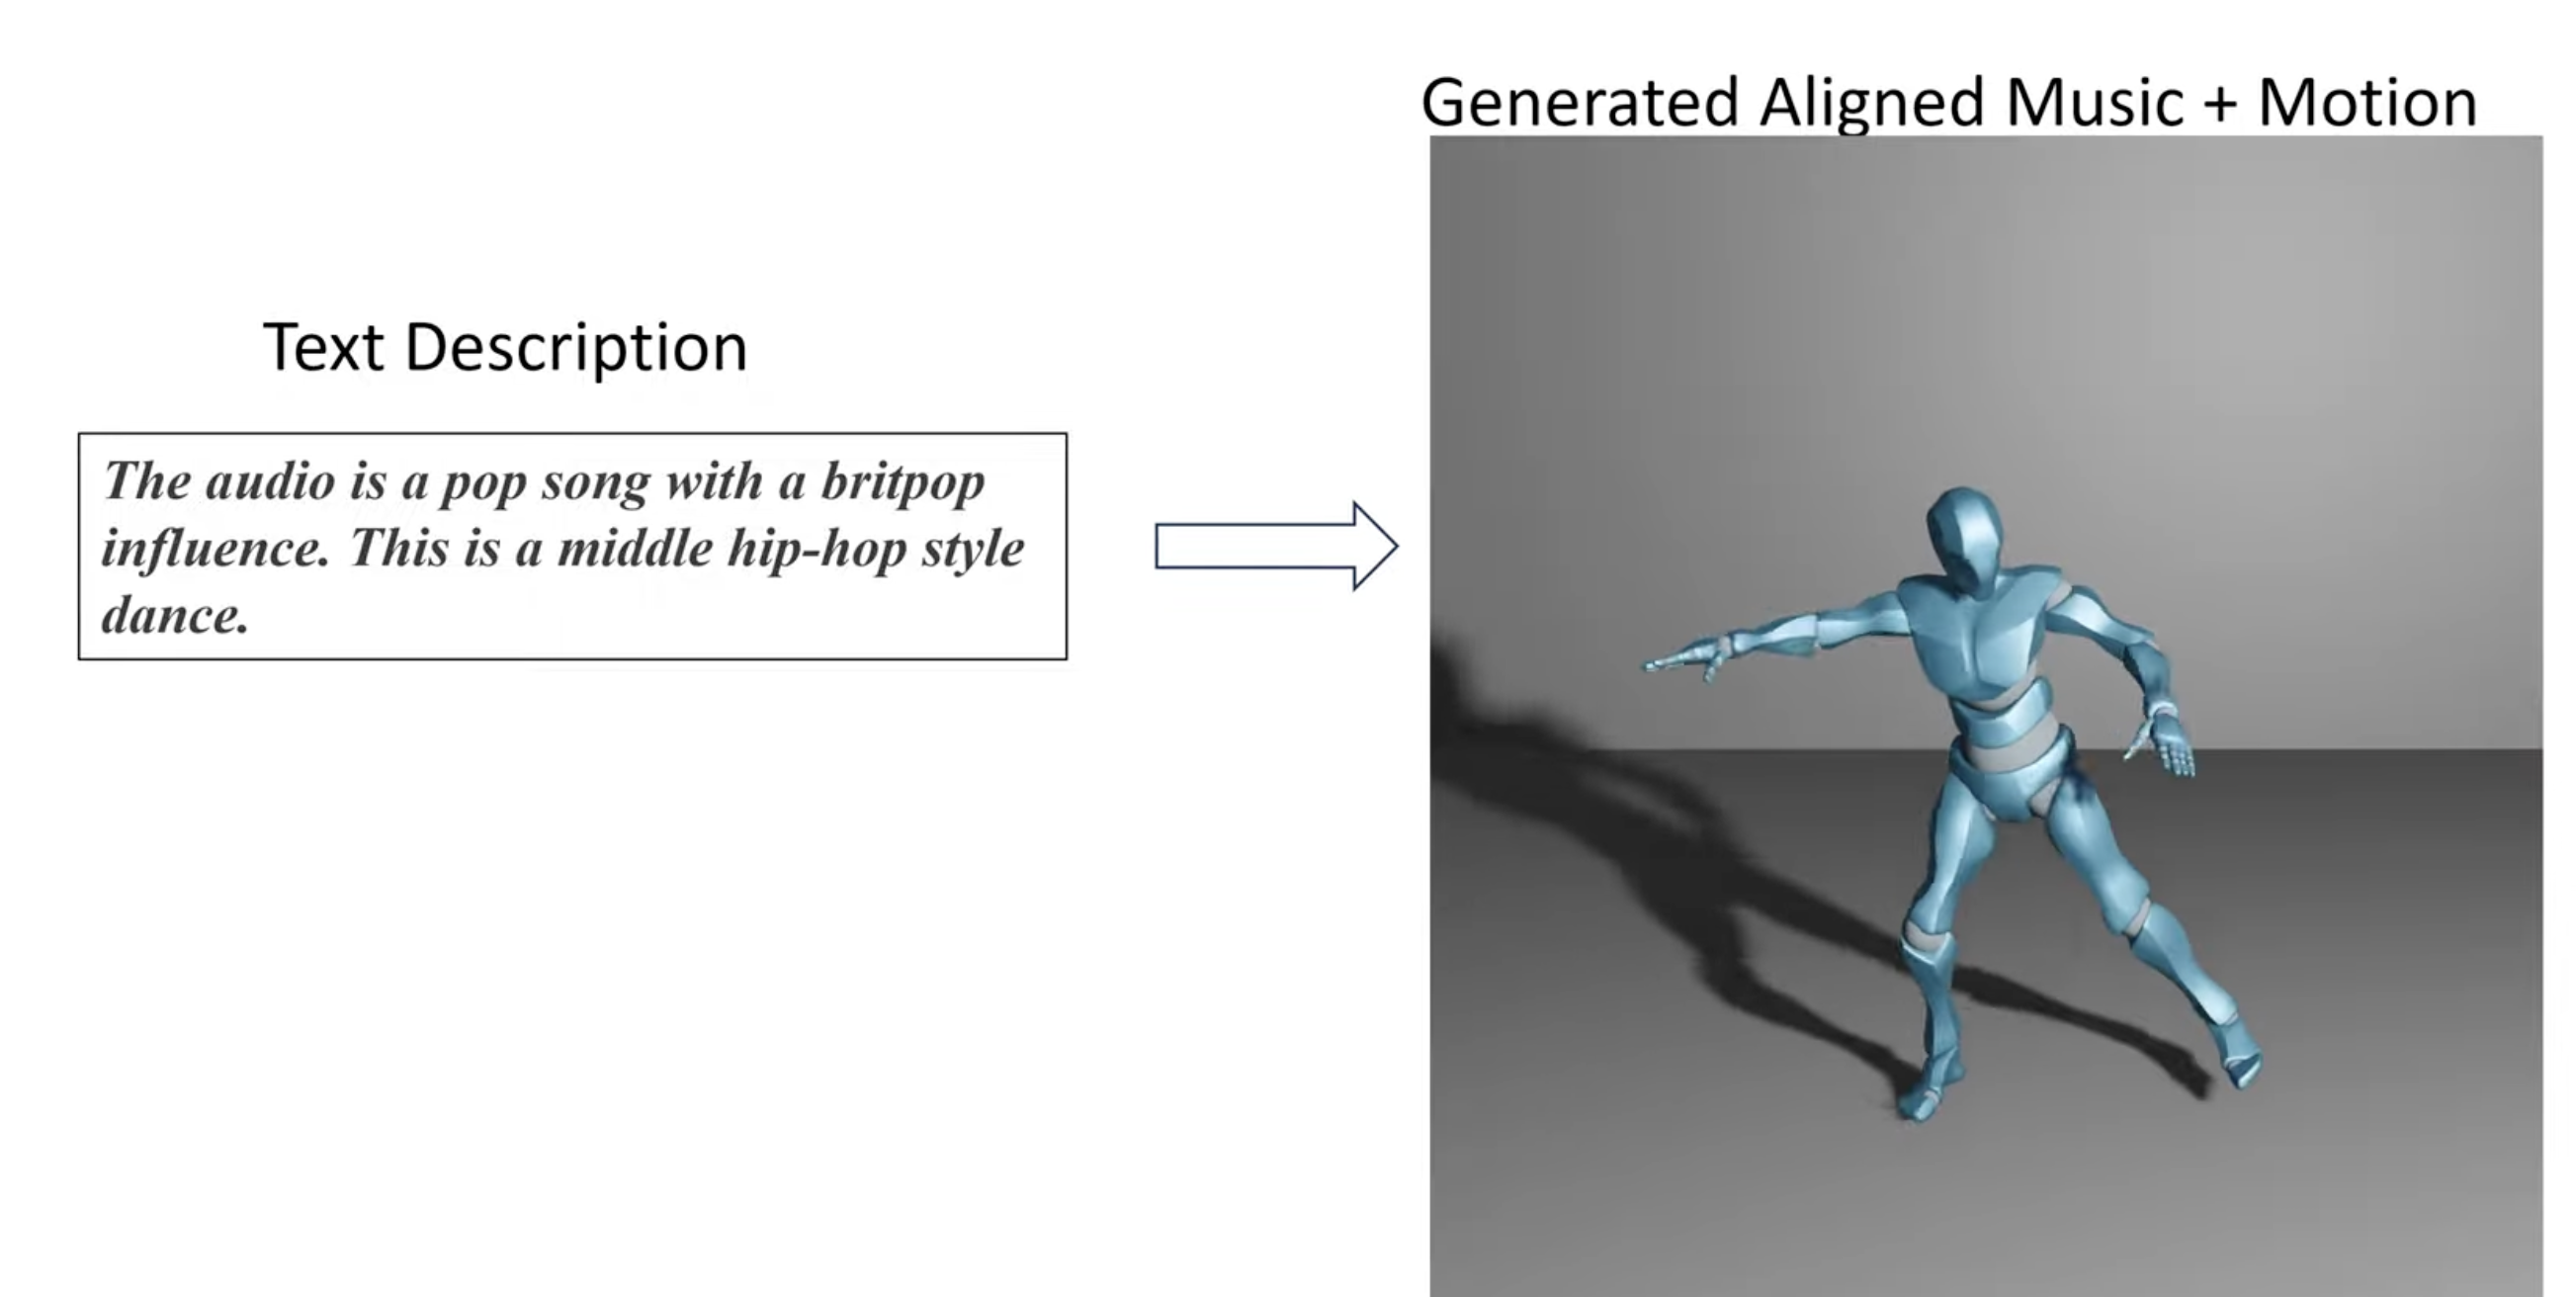 Generated Aligned Music + Motion
Text Description
The audio is a pop song with a britpop
influence. This is a middle hip-hop style
dance.